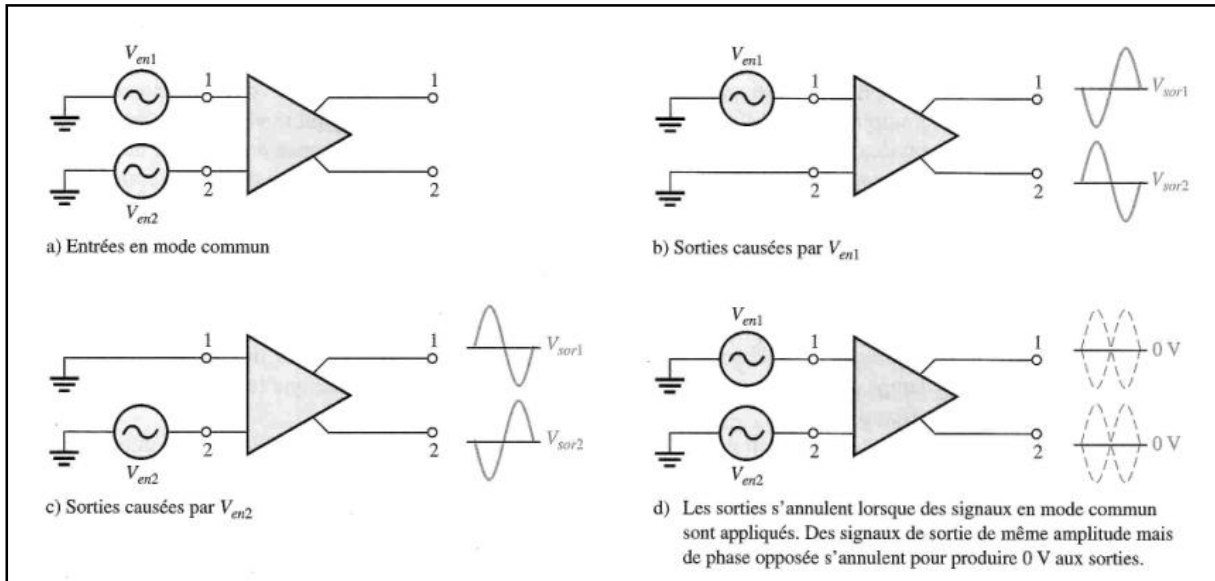 V_en1
1
1
2
2
V_en2
a) Entrées en mode commun
V_en1
1
1
V_sor1
2
2
V_sor2
b) Sorties causées par V_en1
1
1
V_sor1
2
2
V_sor2
V_en2
c) Sorties causées par V_en2
V_en1
1
1
0 V
2
2
0 V
V_en2
d) Les sorties s'annulent lorsque des signaux en mode commun
sont appliqués. Des signaux de sortie de même amplitude mais
de phase opposée s'annulent pour produire 0 V aux sorties.